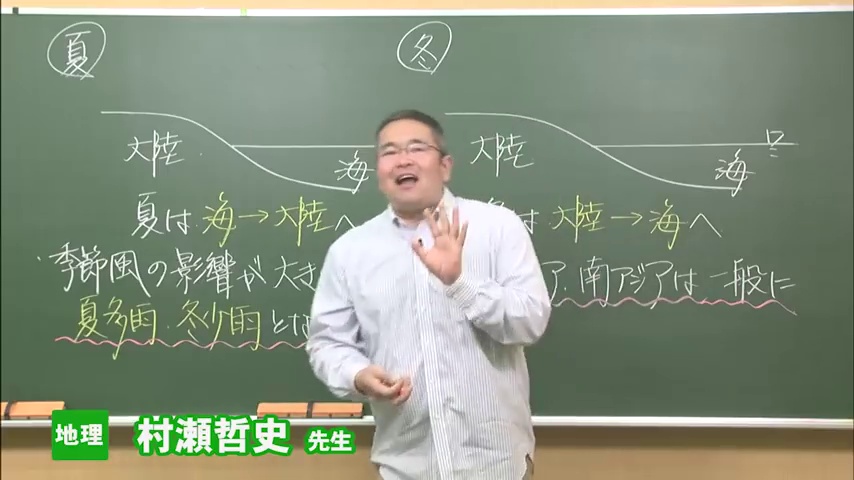 夏
冬
大陸
海
大陸
海
夏は 海→大陸へ
は 大陸→海へ
季節風の影響が大き
ア、南アジアは一般に
夏多雨・冬少雨とな
地理 村瀬哲史 先生